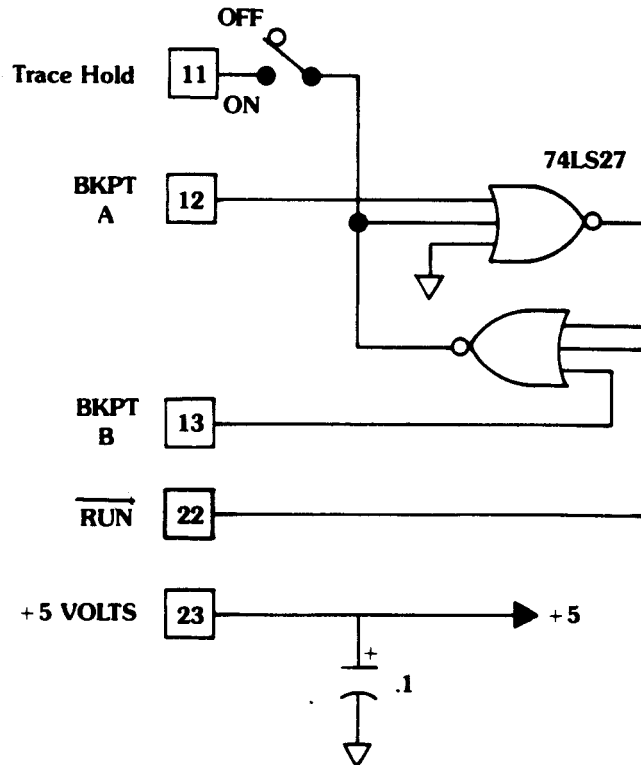 OFF
Trace Hold 11
ON
74LS27
BKPT
A
12
BKPT
B
13
RUN 22
+5 VOLTS 23 +5
+
.1